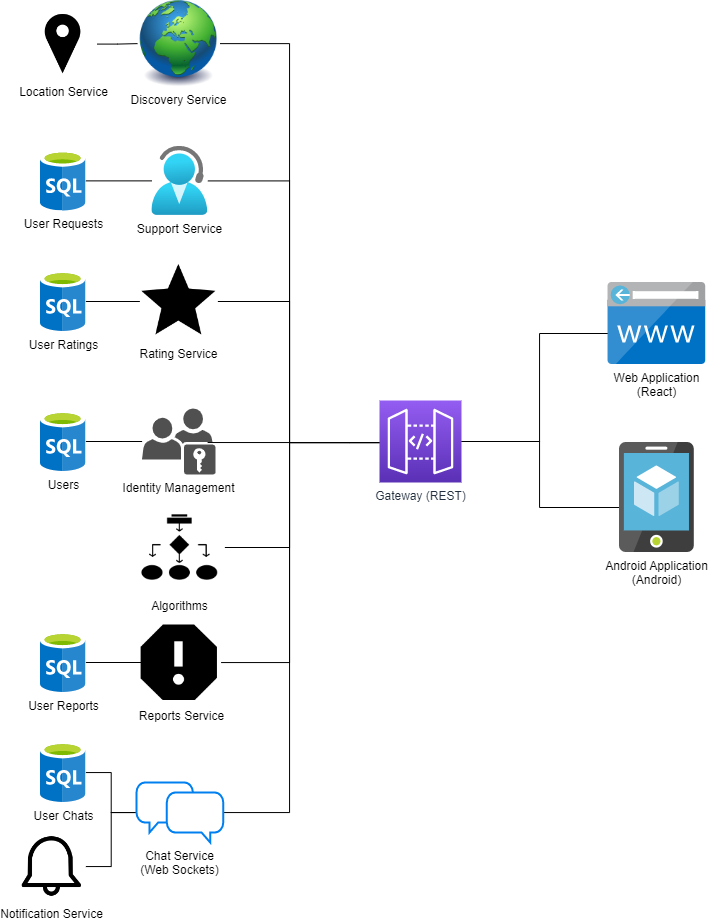 Location Service
Discovery Service
SQL
User Requests
Support Service
SQL
User Ratings
Rating Service
SQL
Users
Identity Management
Algorithms
SQL
User Reports
Reports Service
SQL
User Chats
Chat Service
(Web Sockets)
Notification Service
</>
Gateway (REST)
WWW
Web Application
(React)
Android Application
(Android)